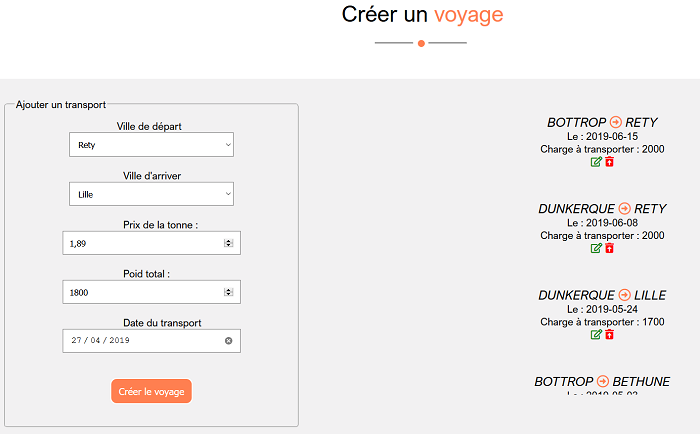 Créer un voyage
Ajouter un transport
Ville de départ
Rety
Ville d'arriver
Lille
Prix de la tonne :
1,89
Poid total :
1800
Date du transport
27 / 04 / 2019
Créer le voyage
BOTTROP RETY
Le : 2019-06-15
Charge à transporter : 2000
DUNKERQUE RETY
Le : 2019-06-08
Charge à transporter : 2000
DUNKERQUE LILLE
Le : 2019-05-24
Charge à transporter : 1700
BOTTROP BETHUNE